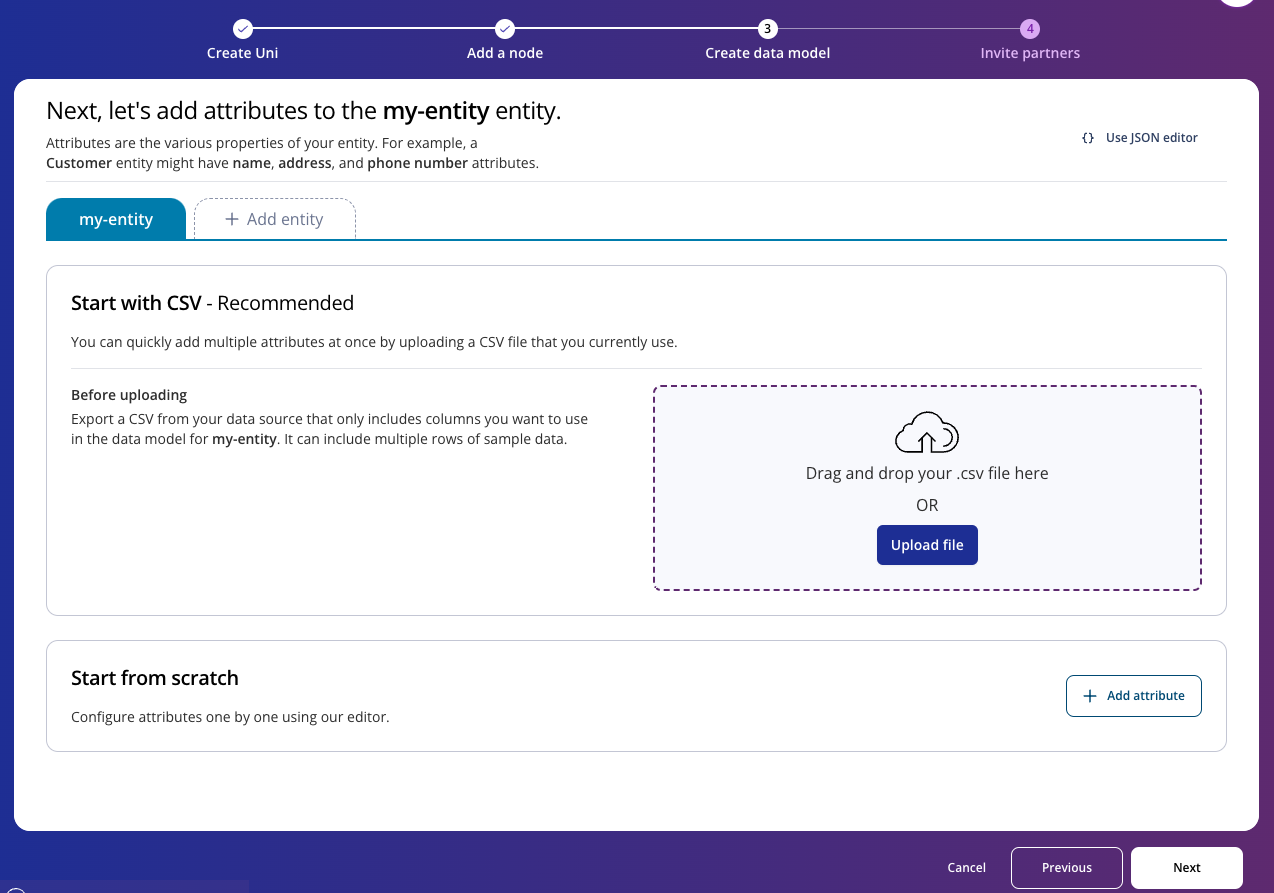 3
4
Create Uni
Add a node
Create data model
Invite partners
Next, let's add attributes to the my-entity entity.
Attributes are the various properties of your entity. For example, a
Customer entity might have name, address, and phone number attributes.
{} Use JSON editor
my-entity
+ Add entity
Start with CSV - Recommended
You can quickly add multiple attributes at once by uploading a CSV file that you currently use.
Before uploading
Export a CSV from your data source that only includes columns you want to use
in the data model for my-entity. It can include multiple rows of sample data.
Drag and drop your .csv file here
OR
Upload file
Start from scratch
Configure attributes one by one using our editor.
+ Add attribute
Cancel
Previous
Next